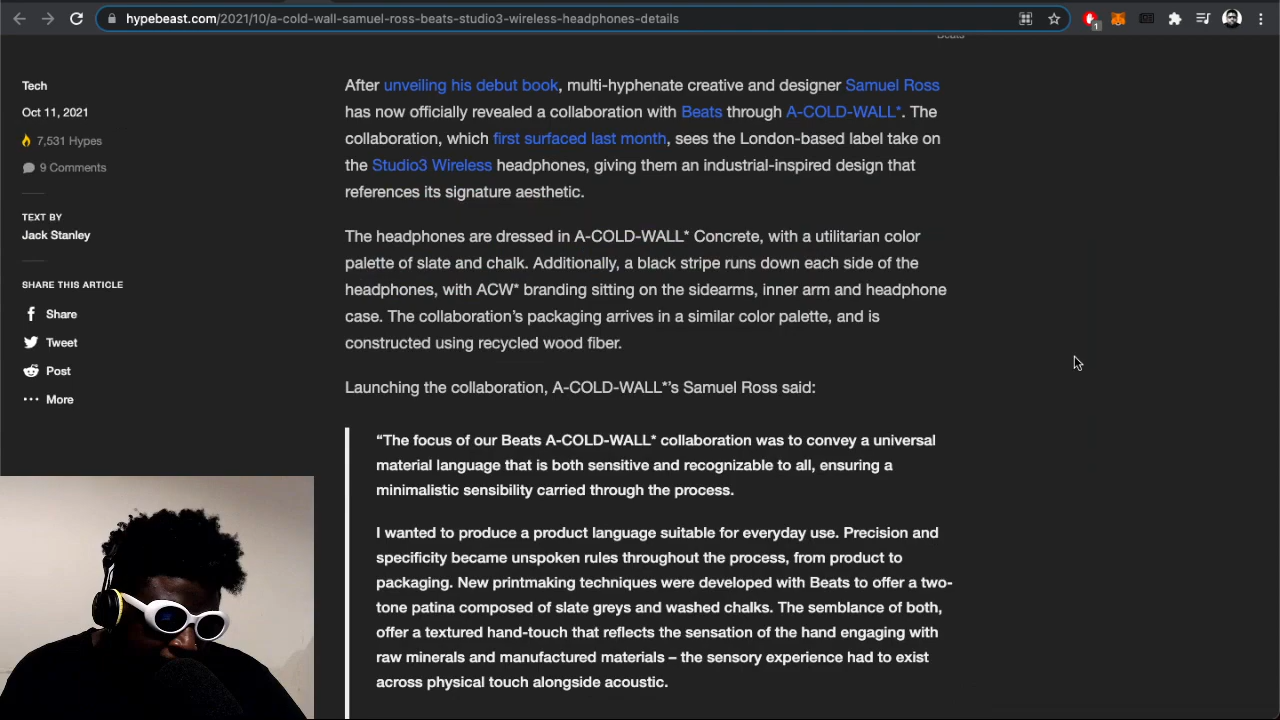 hypebeast.com/2021/10/a-cold-wall-samuel-ross-beats-studio3-wireless-headphones-details
1
Beats
Tech
Oct 11, 2021
7,531 Hypes
9 Comments
TEXT BY
Jack Stanley
SHARE THIS ARTICLE
Share
Tweet
Post
More
After unveiling his debut book, multi-hyphenate creative and designer Samuel Ross
has now officially revealed a collaboration with Beats through A-COLD-WALL*. The
collaboration, which first surfaced last month, sees the London-based label take on
the Studio3 Wireless headphones, giving them an industrial-inspired design that
references its signature aesthetic.
The headphones are dressed in A-COLD-WALL* Concrete, with a utilitarian color
palette of slate and chalk. Additionally, a black stripe runs down each side of the
headphones, with ACW* branding sitting on the sidearms, inner arm and headphone
case. The collaboration's packaging arrives in a similar color palette, and is
constructed using recycled wood fiber.
Launching the collaboration, A-COLD-WALL*'s Samuel Ross said:
“The focus of our Beats A-COLD-WALL* collaboration was to convey a universal
material language that is both sensitive and recognizable to all, ensuring a
minimalistic sensibility carried through the process.
I wanted to produce a product language suitable for everyday use. Precision and
specificity became unspoken rules throughout the process, from product to
packaging. New printmaking techniques were developed with Beats to offer a two-
tone patina composed of slate greys and washed chalks. The semblance of both,
offer a textured hand-touch that reflects the sensation of the hand engaging with
raw minerals and manufactured materials – the sensory experience had to exist
across physical touch alongside acoustic.